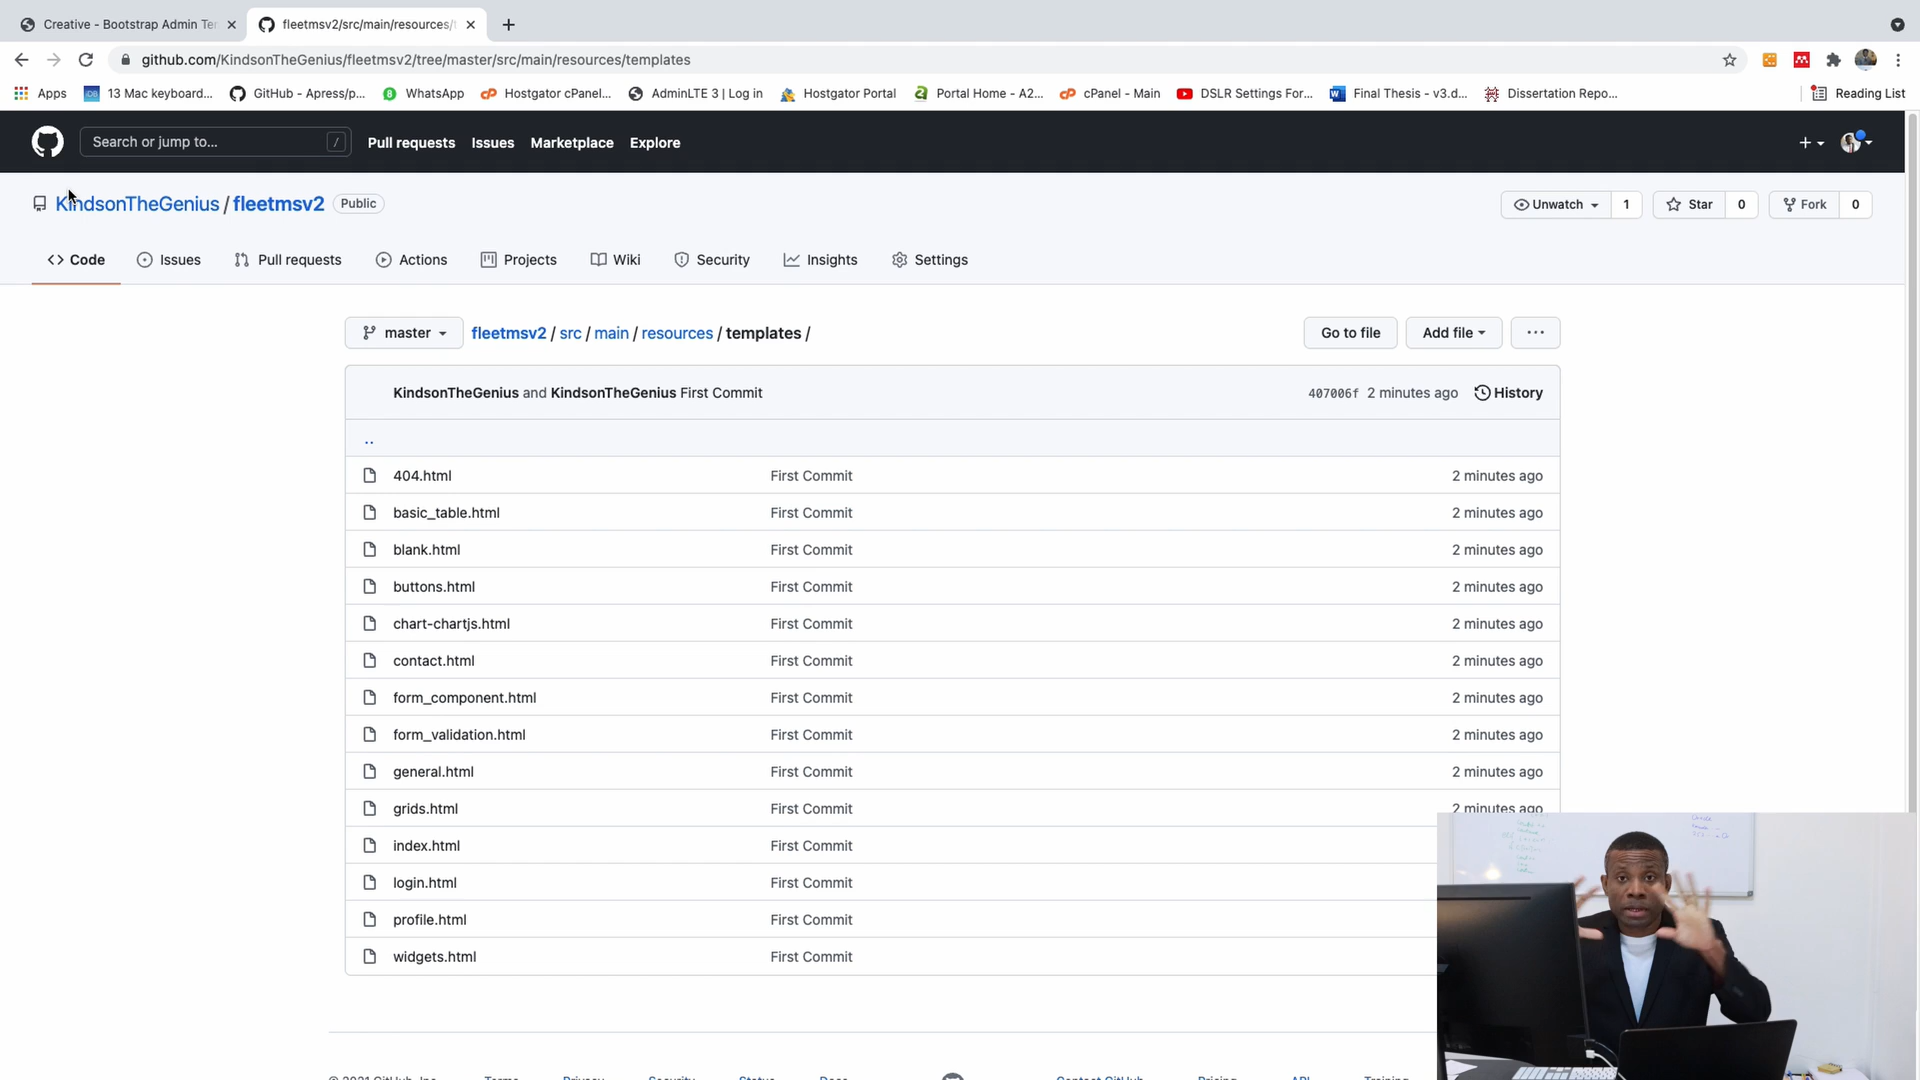 Creative - Bootstrap Admin Te
fleetmsv2/src/main/resources/t
github.com/KindsonTheGenius/fleetmsv2/tree/master/src/main/resources/templates
Apps 13 Mac keyboard... GitHub - Apress/p... WhatsApp Hostgator cPanel... AdminLTE 3 | Log in Hostgator Portal Portal Home - A2... cPanel - Main DSLR Settings For... Final Thesis - v3.d... Dissertation Repo... Reading List
Search or jump to... / Pull requests Issues Marketplace Explore
KindsonTheGenius / fleetmsv2 Public Unwatch 1 Star 0 Fork 0
Code Issues Pull requests Actions Projects Wiki Security Insights Settings
master fleetmsv2 / src / main / resources / templates / Go to file Add file ...
KindsonTheGenius and KindsonTheGenius First Commit 407006f 2 minutes ago History
..
404.html First Commit 2 minutes ago
basic_table.html First Commit 2 minutes ago
blank.html First Commit 2 minutes ago
buttons.html First Commit 2 minutes ago
chart-chartjs.html First Commit 2 minutes ago
contact.html First Commit 2 minutes ago
form_component.html First Commit 2 minutes ago
form_validation.html First Commit 2 minutes ago
general.html First Commit 2 minutes ago
grids.html First Commit 2 minutes ago
index.html First Commit
login.html First Commit
profile.html First Commit
widgets.html First Commit
© 2021 GitHub, Inc. Terms Privacy Security Status Docs Contact GitHub Pricing API Training